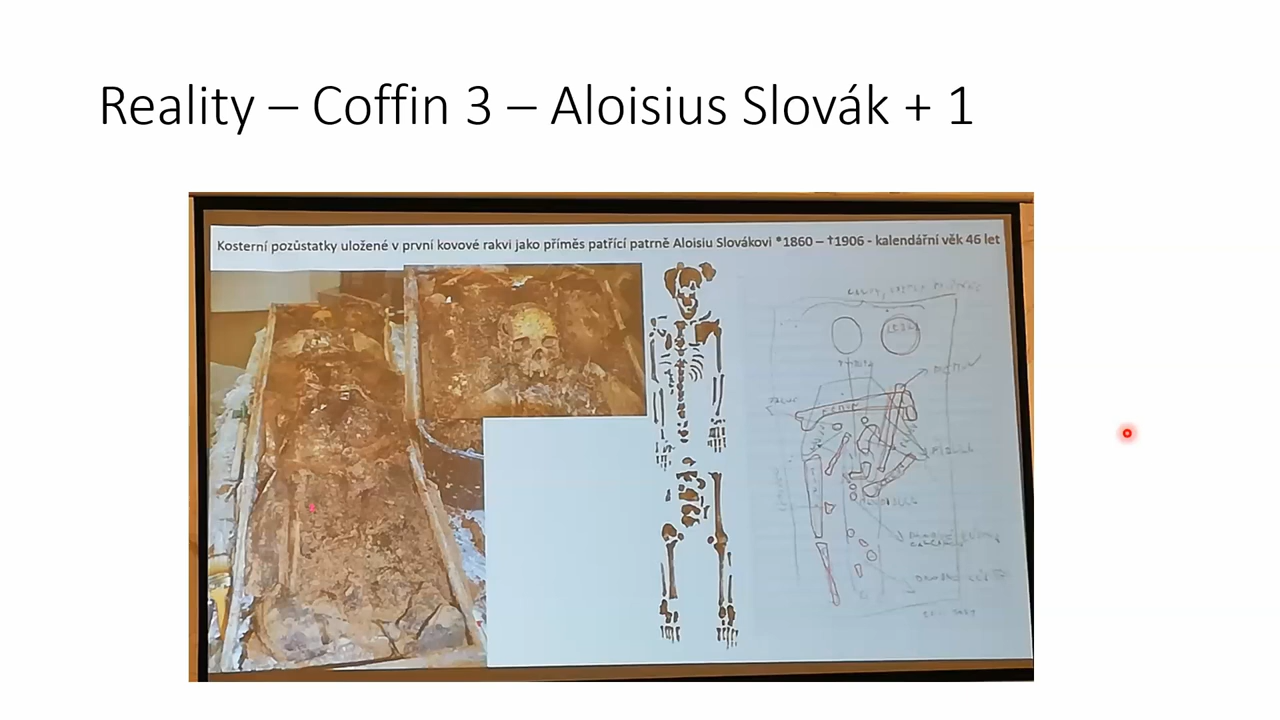 Reality – Coffin 3 – Aloisius Slovák + 1
Kosterní pozůstatky uložené v první kovové rakvi jako příměs patřící patrně Aloisiu Slovákovi *1860 – †1906 - kalendářní věk 46 let